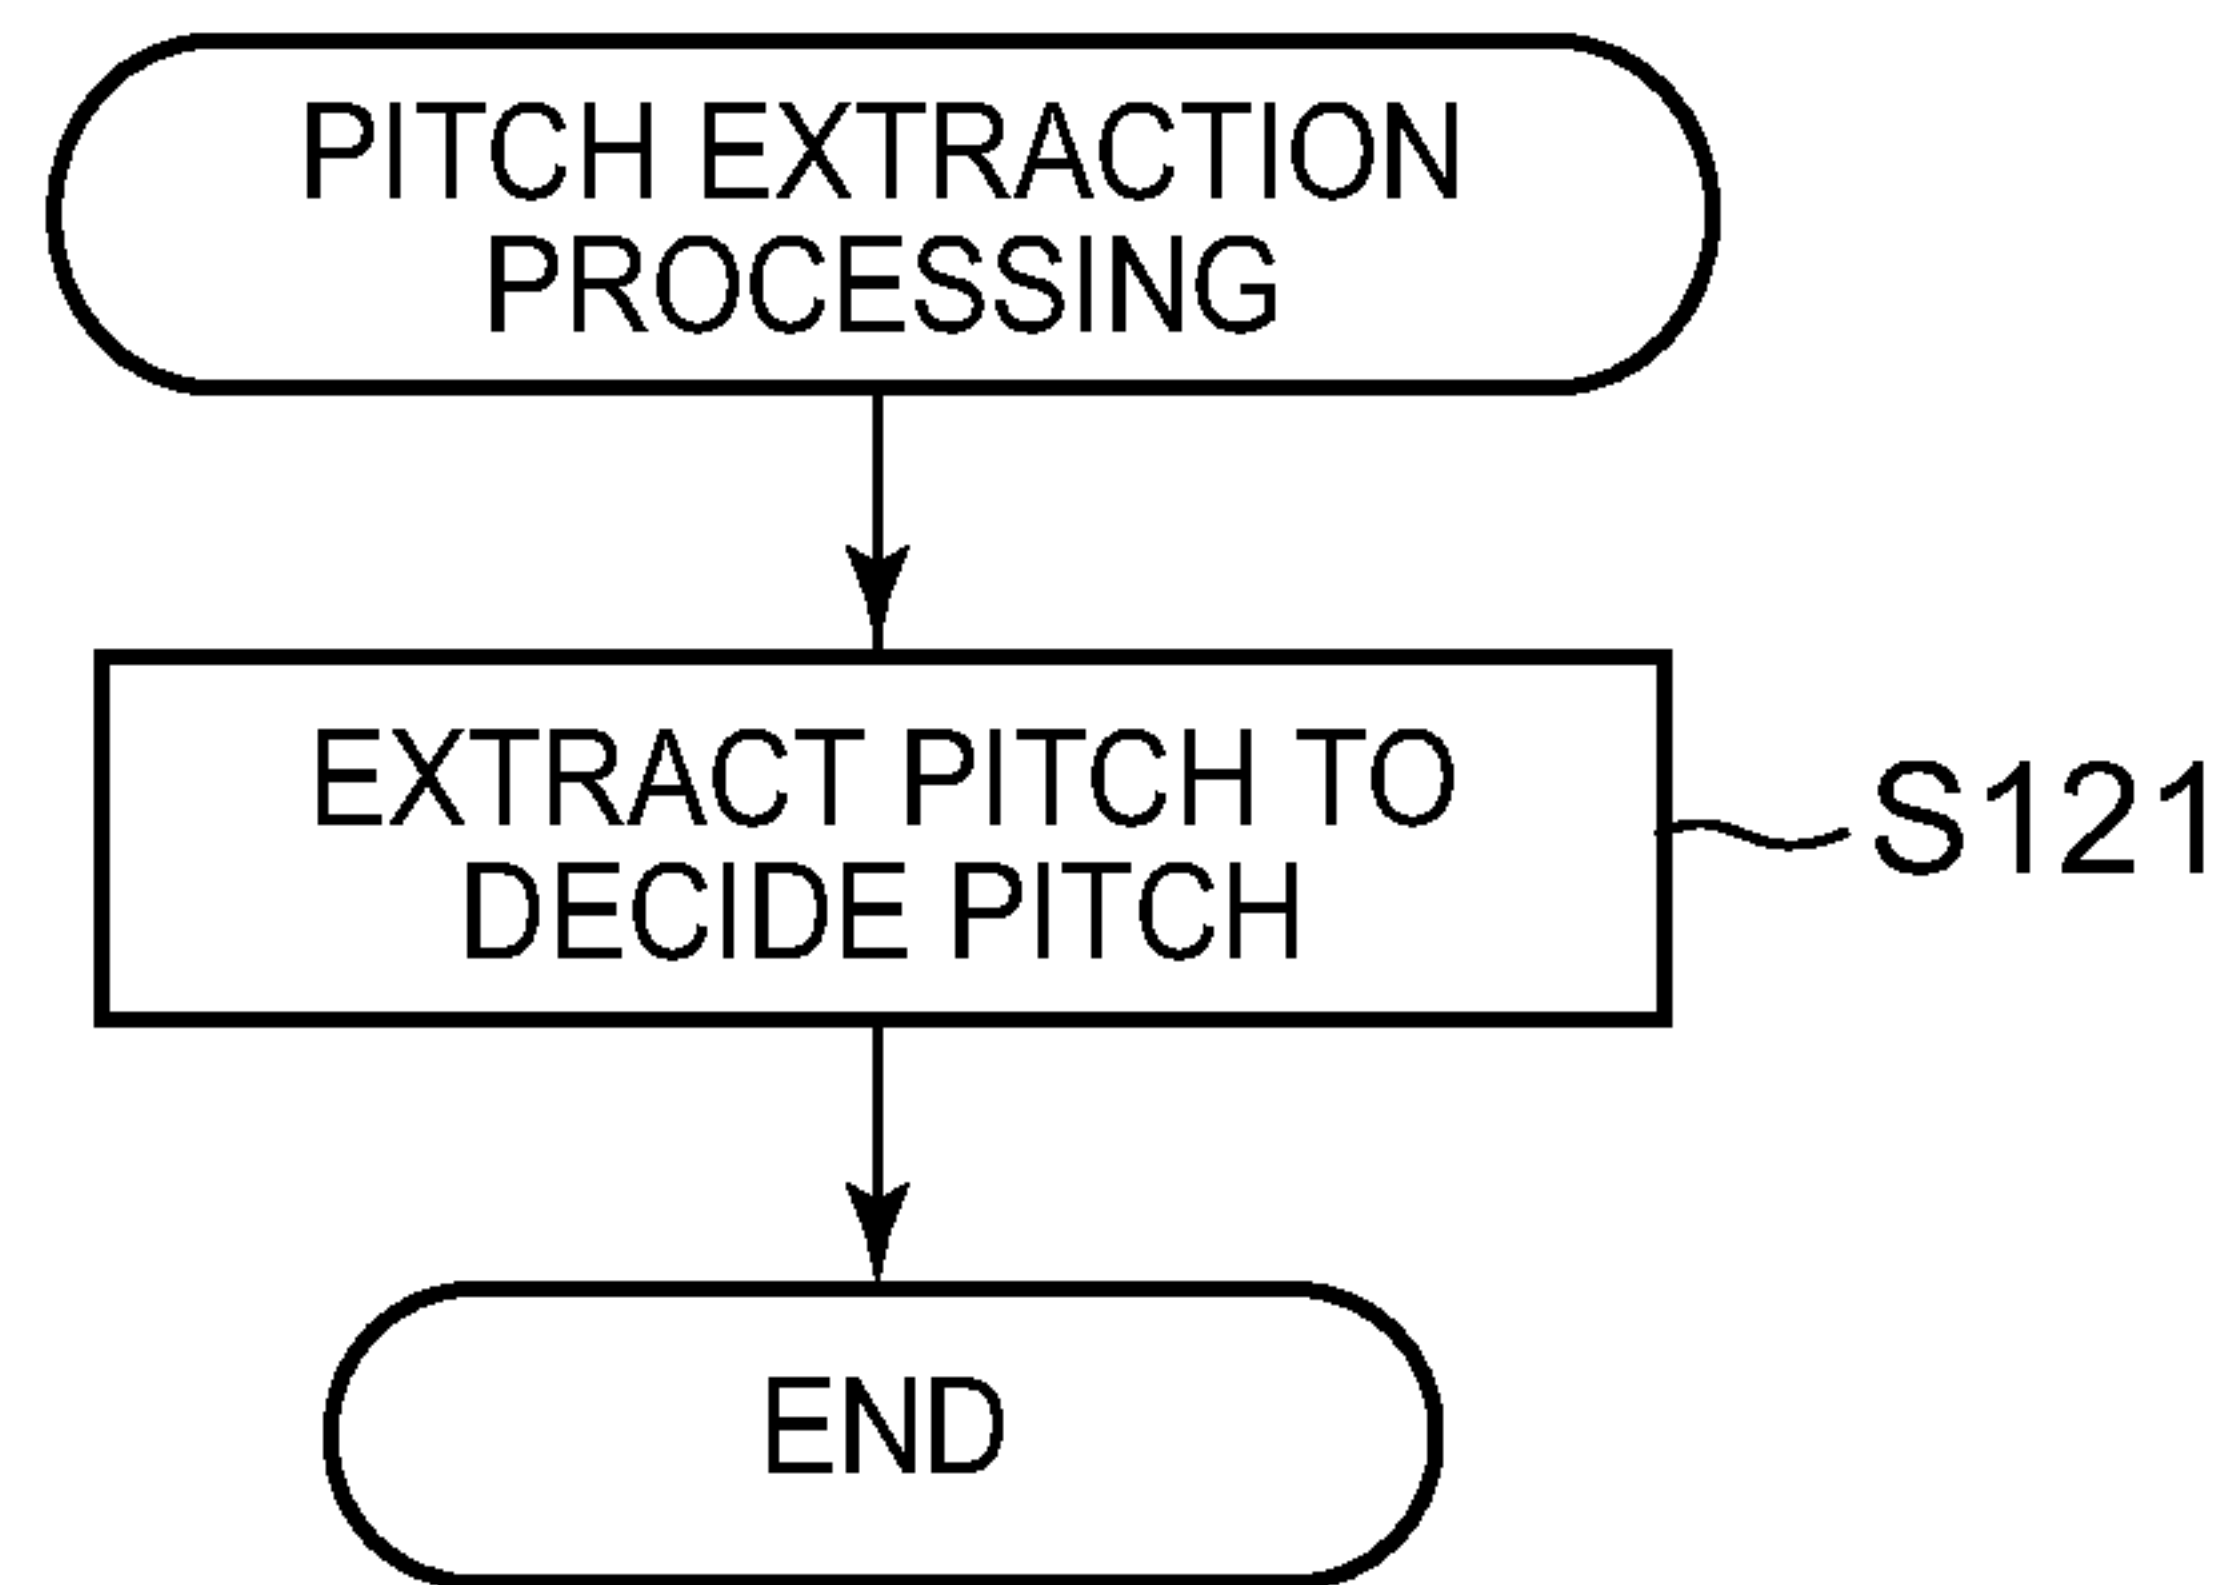 PITCH EXTRACTION
PROCESSING
EXTRACT PITCH TO
DECIDE PITCH
S121
END